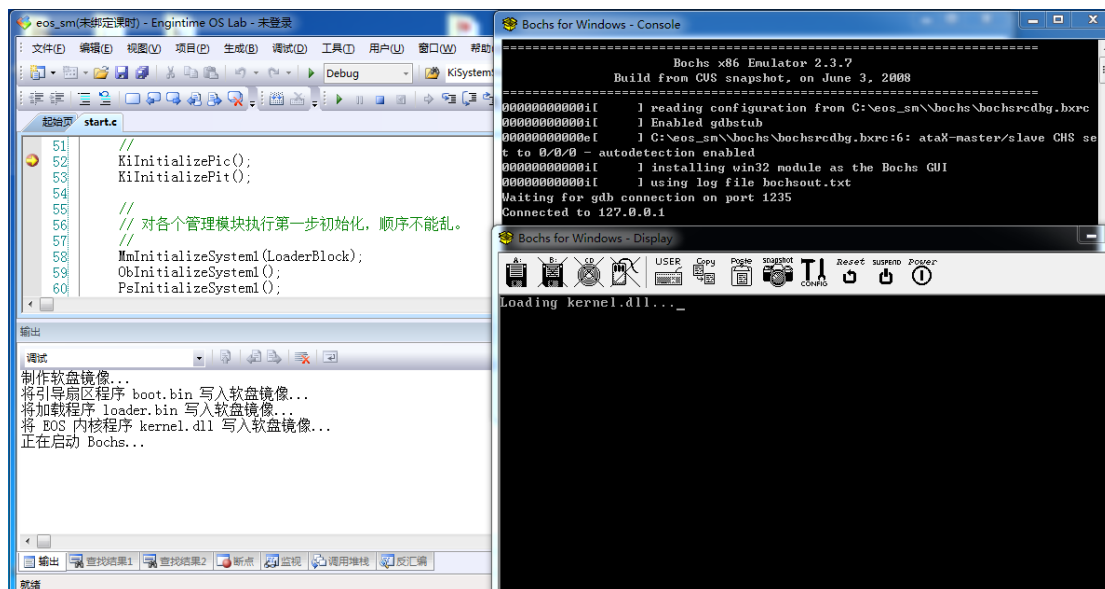 eos_sm(未绑定课时) - Engintime OS Lab - 未登录
文件(F) 编辑(E) 视图(V) 项目(P) 生成(B) 调试(D) 工具(T) 用户(U) 窗口(W) 帮助
Debug KiSystemS
起始页 start.c
51 //
52 KiInitializePic();
53 KiInitializePit();
54
55 //
56 // 对各个管理模块执行第一步初始化，顺序不能乱。
57 //
58 MmInitializeSystem1(LoaderBlock);
59 ObInitializeSystem1();
60 PsInitializeSystem1();
输出
调试
制作软盘镜像...
将引导扇区程序 boot.bin 写入软盘镜像...
将加载程序 loader.bin 写入软盘镜像...
将 EOS 内核程序 kernel.dll 写入软盘镜像...
正在启动 Bochs...
输出 查找结果1 查找结果2 断点 监视 调用堆栈 反汇编
就绪
Bochs for Windows - Console
========================================================================
Bochs x86 Emulator 2.3.7
Build from CVS snapshot, on June 3, 2008
========================================================================
00000000000i[ ] reading configuration from C:\eos_sm\\bochs\bochsrcdbg.bxrc
00000000000i[ ] Enabled gdbstub
00000000000e[ ] C:\eos_sm\\bochs\bochsrcdbg.bxrc:6: ataX-master/slave CHS se
t to 0/0/0 - autodetection enabled
00000000000i[ ] installing win32 module as the Bochs GUI
00000000000i[ ] using log file bochsout.txt
Waiting for gdb connection on port 1235
Connected to 127.0.0.1
Bochs for Windows - Display
A: B: CD USER Copy Paste snapshot CONFIG Reset SUSPEND Power
Loading kernel.dll..._